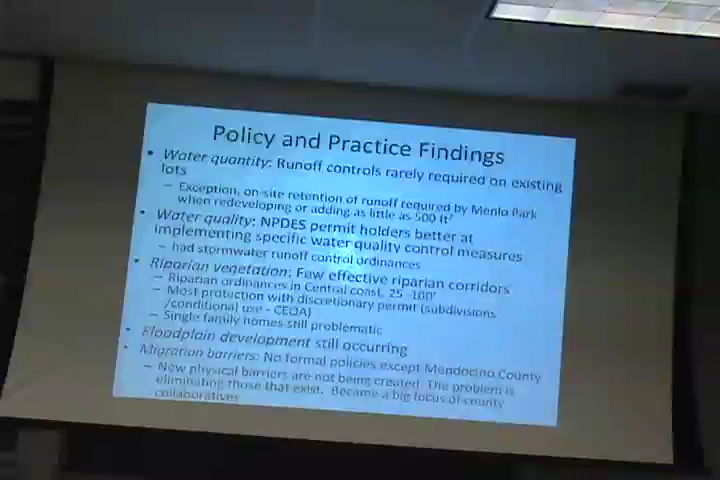 Policy and Practice Findings
• Water quantity: Runoff controls rarely required on existing
lots
– Exception, on-site retention of runoff required by Menlo Park
when redeveloping or adding as little as 500 ft²
• Water quality: NPDES permit holders better at
implementing specific water quality control measures
– had stormwater runoff control ordinances
• Riparian vegetation: Few effective riparian corridors
– Riparian ordinances in Central coast, 25 -100'
– Most protection with discretionary permit (subdivisions
/conditional use - CEQA)
– Single family homes still problematic
• Floodplain development still occurring
• Migration barriers: No formal policies except Mendocino County
– New physical barriers are not being created. The problem is
eliminating those that exist. Became a big focus of county
collaboratives